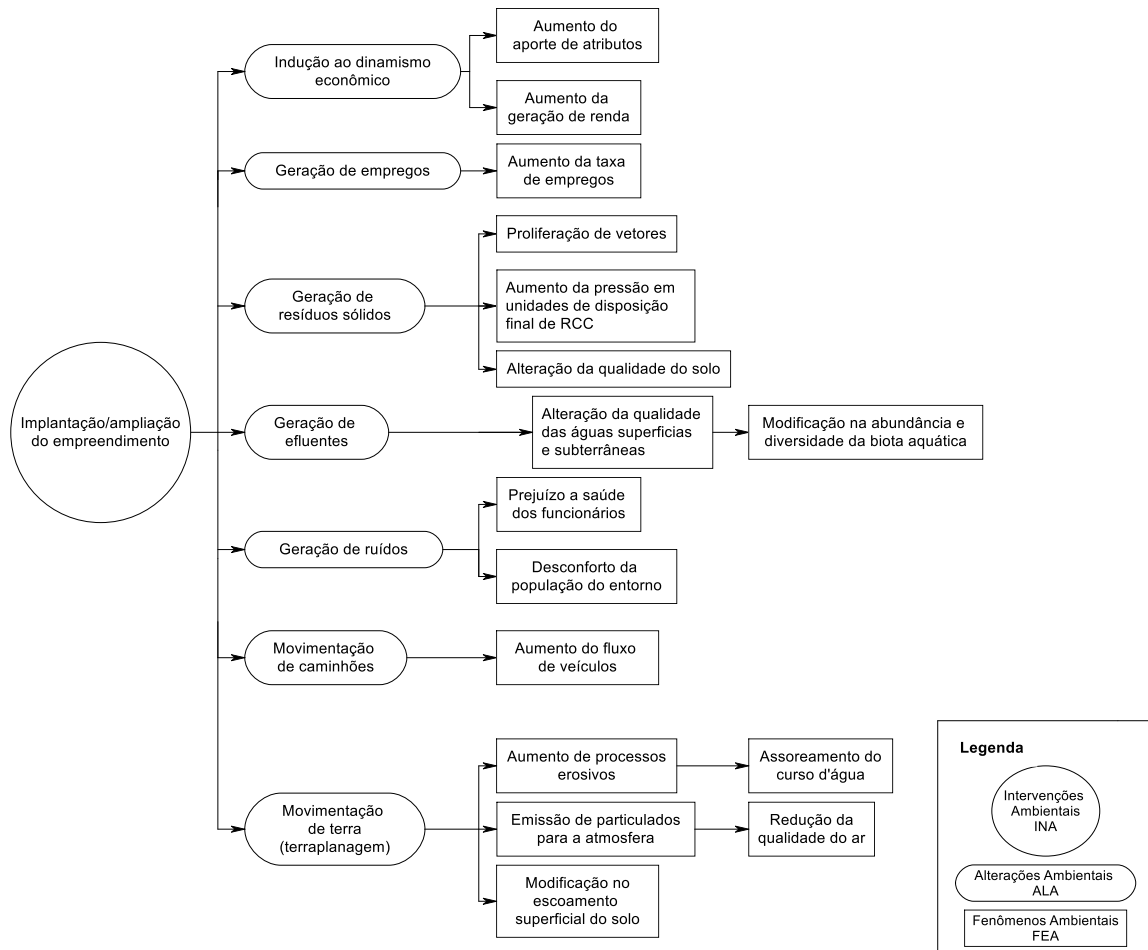 Implantação/ampliação
do empreendimento
Indução ao dinamismo
econômico
Aumento do
aporte de atributos
Aumento da
geração de renda
Geração de empregos
Aumento da taxa
de empregos
Geração de
resíduos sólidos
Proliferação de vetores
Aumento da pressão em
unidades de disposição
final de RCC
Alteração da qualidade do solo
Geração de
efluentes
Alteração da qualidade
das águas superficias
e subterrâneas
Modificação na abundância e
diversidade da biota aquática
Geração de ruídos
Prejuízo a saúde
dos funcionários
Desconforto da
população do entorno
Movimentação
de caminhões
Aumento do fluxo
de veículos
Movimentação
de terra
(terraplanagem)
Aumento de processos
erosivos
Assoreamento do
curso d'água
Emissão de particulados
para a atmosfera
Redução da
qualidade do ar
Modificação no
escoamento
superficial do solo
Legenda
Intervenções
Ambientais
INA
Alterações Ambientais
ALA
Fenômenos Ambientais
FEA